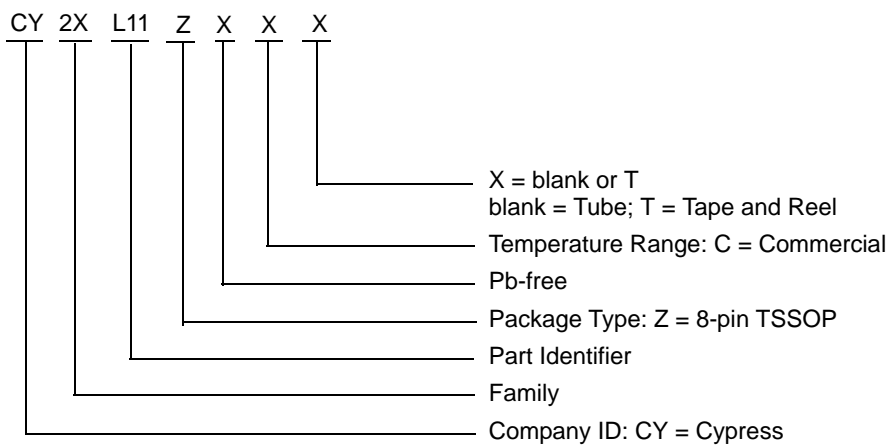 CY 2X L11 Z X X X
X = blank or T
blank = Tube; T = Tape and Reel
Temperature Range: C = Commercial
Pb-free
Package Type: Z = 8-pin TSSOP
Part Identifier
Family
Company ID: CY = Cypress